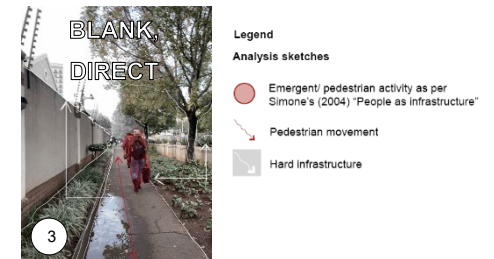 BLANK,
DIRECT
3
Legend
Analysis sketches
Emergent/ pedestrian activity as per
Simone's (2004) "People as infrastructure"
Pedestrian movement
Hard infrastructure